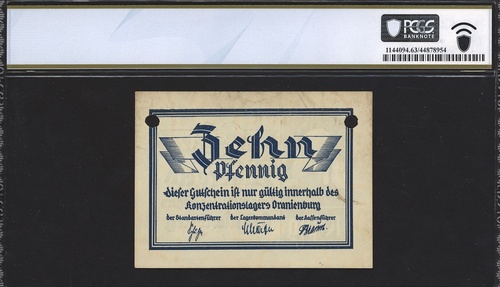 PCGS
BANKNOTE
1144094.63/44878954
Zehn
Pfennig
Dieser Gutschein ist nur gültig innerhalb des
Konzentrationslagers Oranienburg
der Standartenführer der Lagerkommandant der Kassenführer